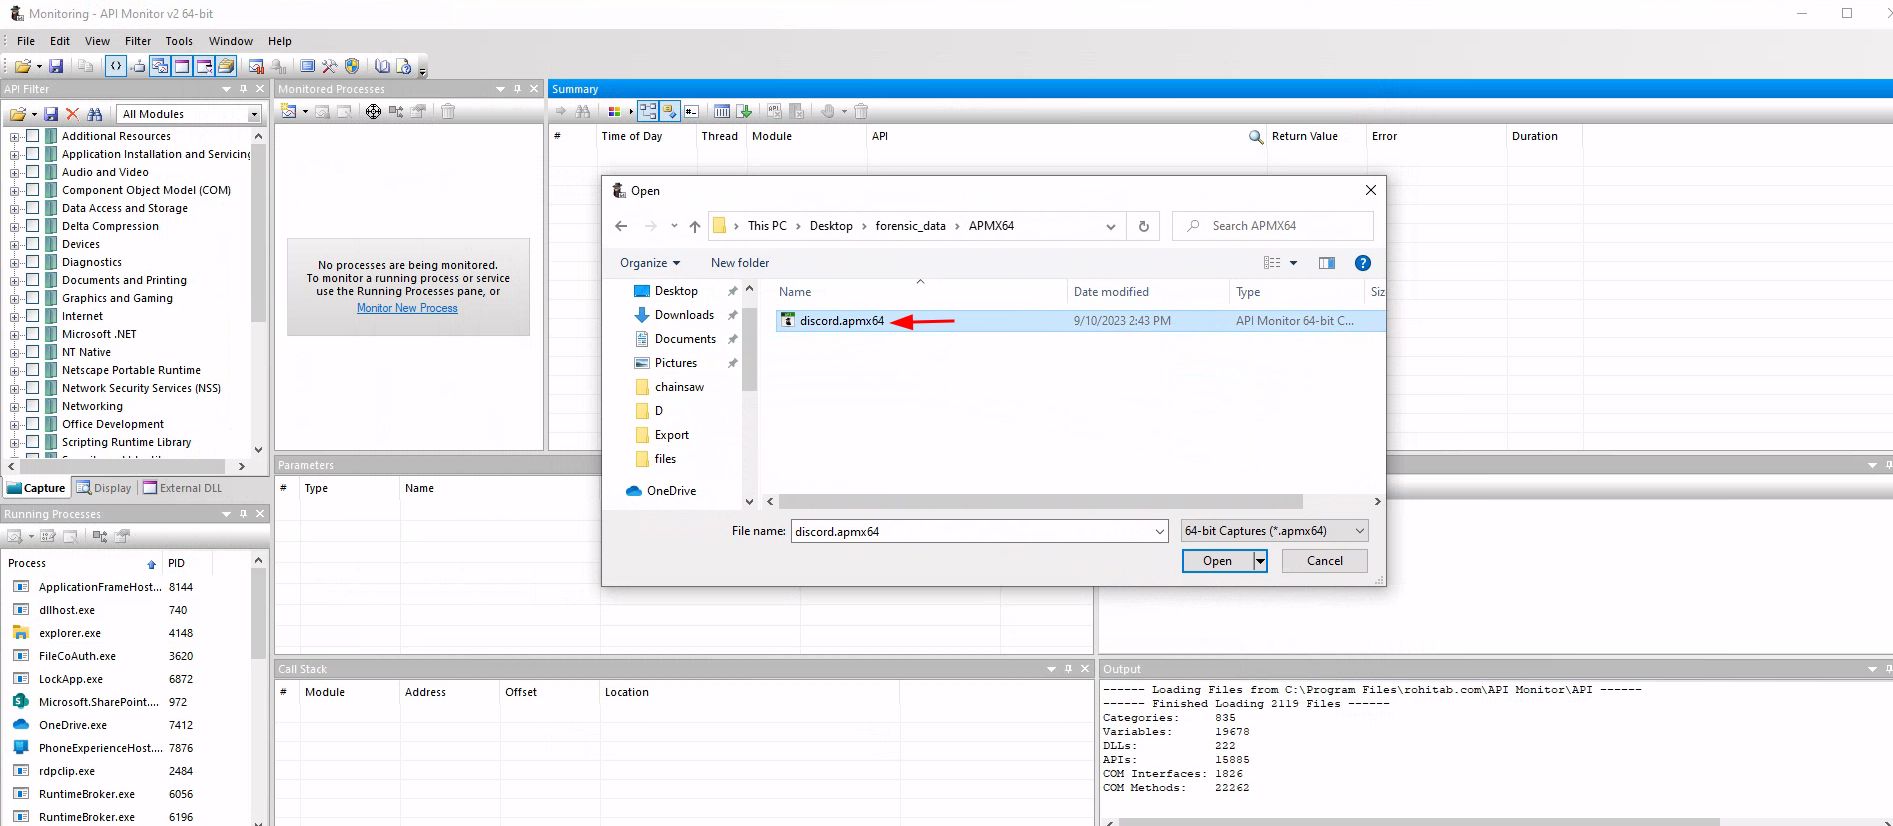 Monitoring - API Monitor v2 64-bit
File Edit View Filter Tools Window Help
API Filter
All Modules
Additional Resources
Application Installation and Servicing
Audio and Video
Component Object Model (COM)
Data Access and Storage
Delta Compression
Devices
Diagnostics
Documents and Printing
Graphics and Gaming
Internet
Microsoft .NET
NT Native
Netscape Portable Runtime
Network Security Services (NSS)
Networking
Office Development
Scripting Runtime Library
Capture Display External DLL
Monitored Processes
No processes are being monitored.
To monitor a running process or service
use the Running Processes pane, or
Monitor New Process
Summary
# Time of Day Thread Module API Return Value Error Duration
Open
This PC Desktop forensic_data APMX64
Search APMX64
Organize New folder
Desktop
Downloads
Documents
Pictures
chainsaw
D
Export
files
OneDrive
Name Date modified Type Siz
discord.apmx64 9/10/2023 2:43 PM API Monitor 64-bit C...
File name: discord.apmx64 64-bit Captures (*.apmx64)
Open Cancel
Parameters
# Type Name
Running Processes
Process PID
ApplicationFrameHost... 8144
dllhost.exe 740
explorer.exe 4148
FileCoAuth.exe 3620
LockApp.exe 6872
Microsoft.SharePoint.... 972
OneDrive.exe 7412
PhoneExperienceHost.... 7876
rdpclip.exe 2484
RuntimeBroker.exe 6056
RuntimeBroker.exe 6196
Call Stack
# Module Address Offset Location
Output
------ Loading Files from C:\Program Files\rohitab.com\API Monitor\API ------
------ Finished Loading 2119 Files ------
Categories: 835
Variables: 19678
DLLs: 222
APIs: 15885
COM Interfaces: 1826
COM Methods: 22262